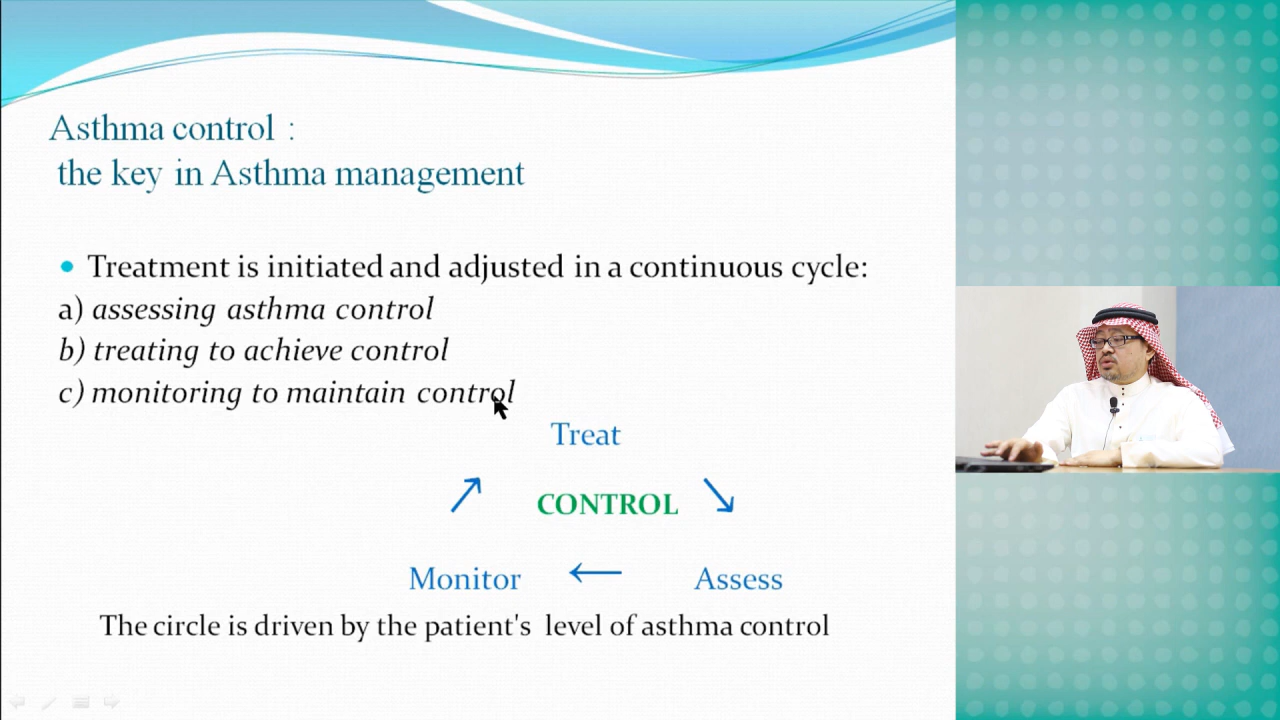 Asthma control :
the key in Asthma management
• Treatment is initiated and adjusted in a continuous cycle:
a) assessing asthma control
b) treating to achieve control
c) monitoring to maintain control
Treat
↗ CONTROL ↘
Monitor ← Assess
The circle is driven by the patient's level of asthma control